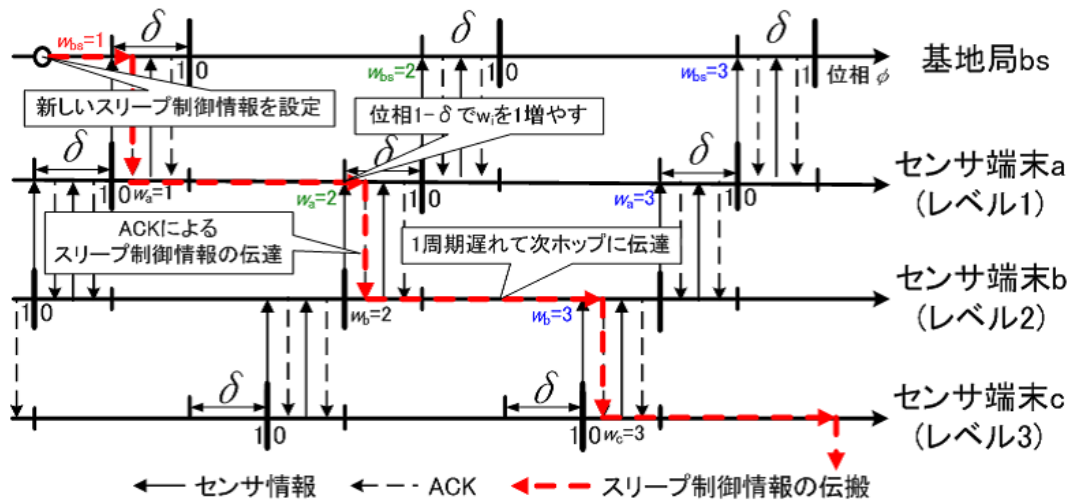 δ δ δ
w_bs=1 w_bs=2 w_bs=3
1 0 1 0 1 位相 φ
基地局bs
新しいスリープ制御情報を設定
位相1-δでw_iを1増やす
δ δ δ
1 0 1 0 1 0
w_a=1 w_a=2 w_a=3
センサ端末a
(レベル1)
ACKによる
スリープ制御情報の伝達
1周期遅れて次ホップに伝達
1 0 1 0 1 0
w_b=2 w_b=3
センサ端末b
(レベル2)
δ δ
1 0 1 0
w_c=3
センサ端末c
(レベル3)
センサ情報 ACK スリープ制御情報の伝搬